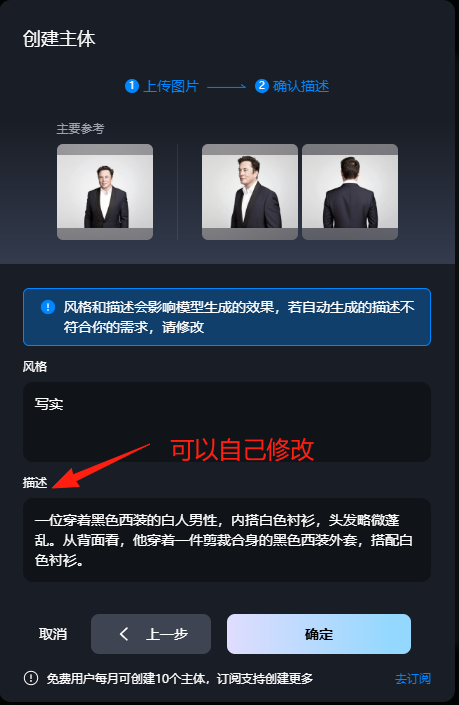 创建主体
1 上传图片 2 确认描述
主要参考
风格和描述会影响模型生成的效果，若自动生成的描述不
符合你的需求，请修改
风格
写实
可以自己修改
描述
一位穿着黑色西装的白人男性，内搭白色衬衫，头发略微蓬
乱。从背面看，他穿着一件剪裁合身的黑色西装外套，搭配白
色衬衫。
取消 上一步 确定
免费用户每月可创建10个主体，订阅支持创建更多 去订阅